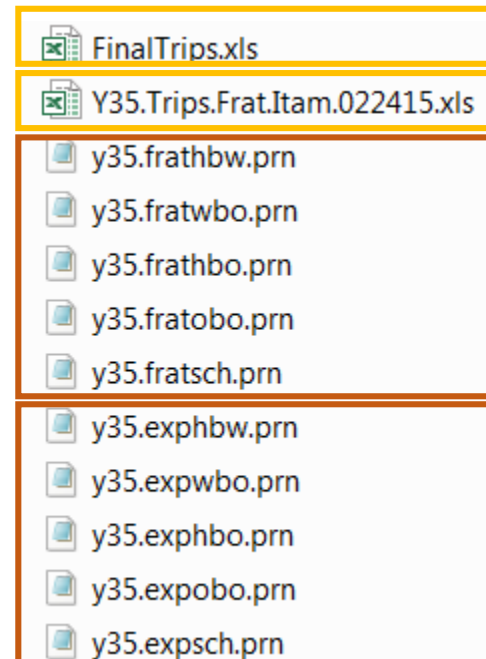 FinalTrips.xls
Y35.Trips.Frat.Itam.022415.xls
y35.frathbw.prn
y35.fratwbo.prn
y35.frathbo.prn
y35.fratobo.prn
y35.fratsch.prn
y35.exphbw.prn
y35.expwbo.prn
y35.exphbo.prn
y35.expobo.prn
y35.expsch.prn